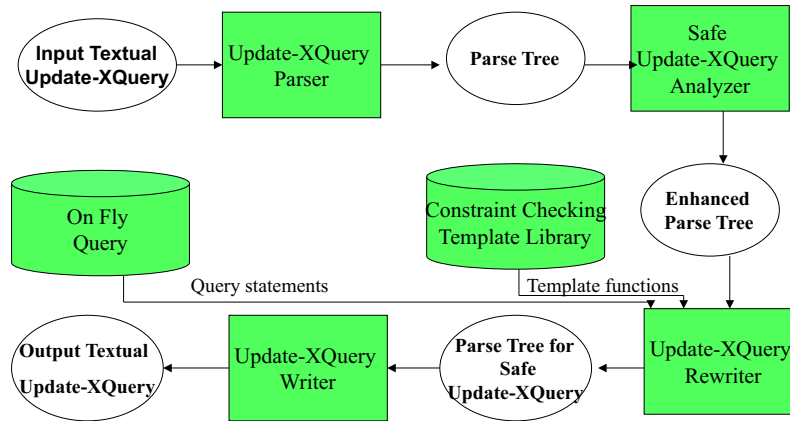 Input Textual
Update-XQuery
Update-XQuery
Parser
Parse Tree
Safe
Update-XQuery
Analyzer
On Fly
Query
Constraint Checking
Template Library
Enhanced
Parse Tree
Query statements
Template functions
Output Textual
Update-XQuery
Update-XQuery
Writer
Parse Tree for
Safe
Update-XQuery
Update-XQuery
Rewriter